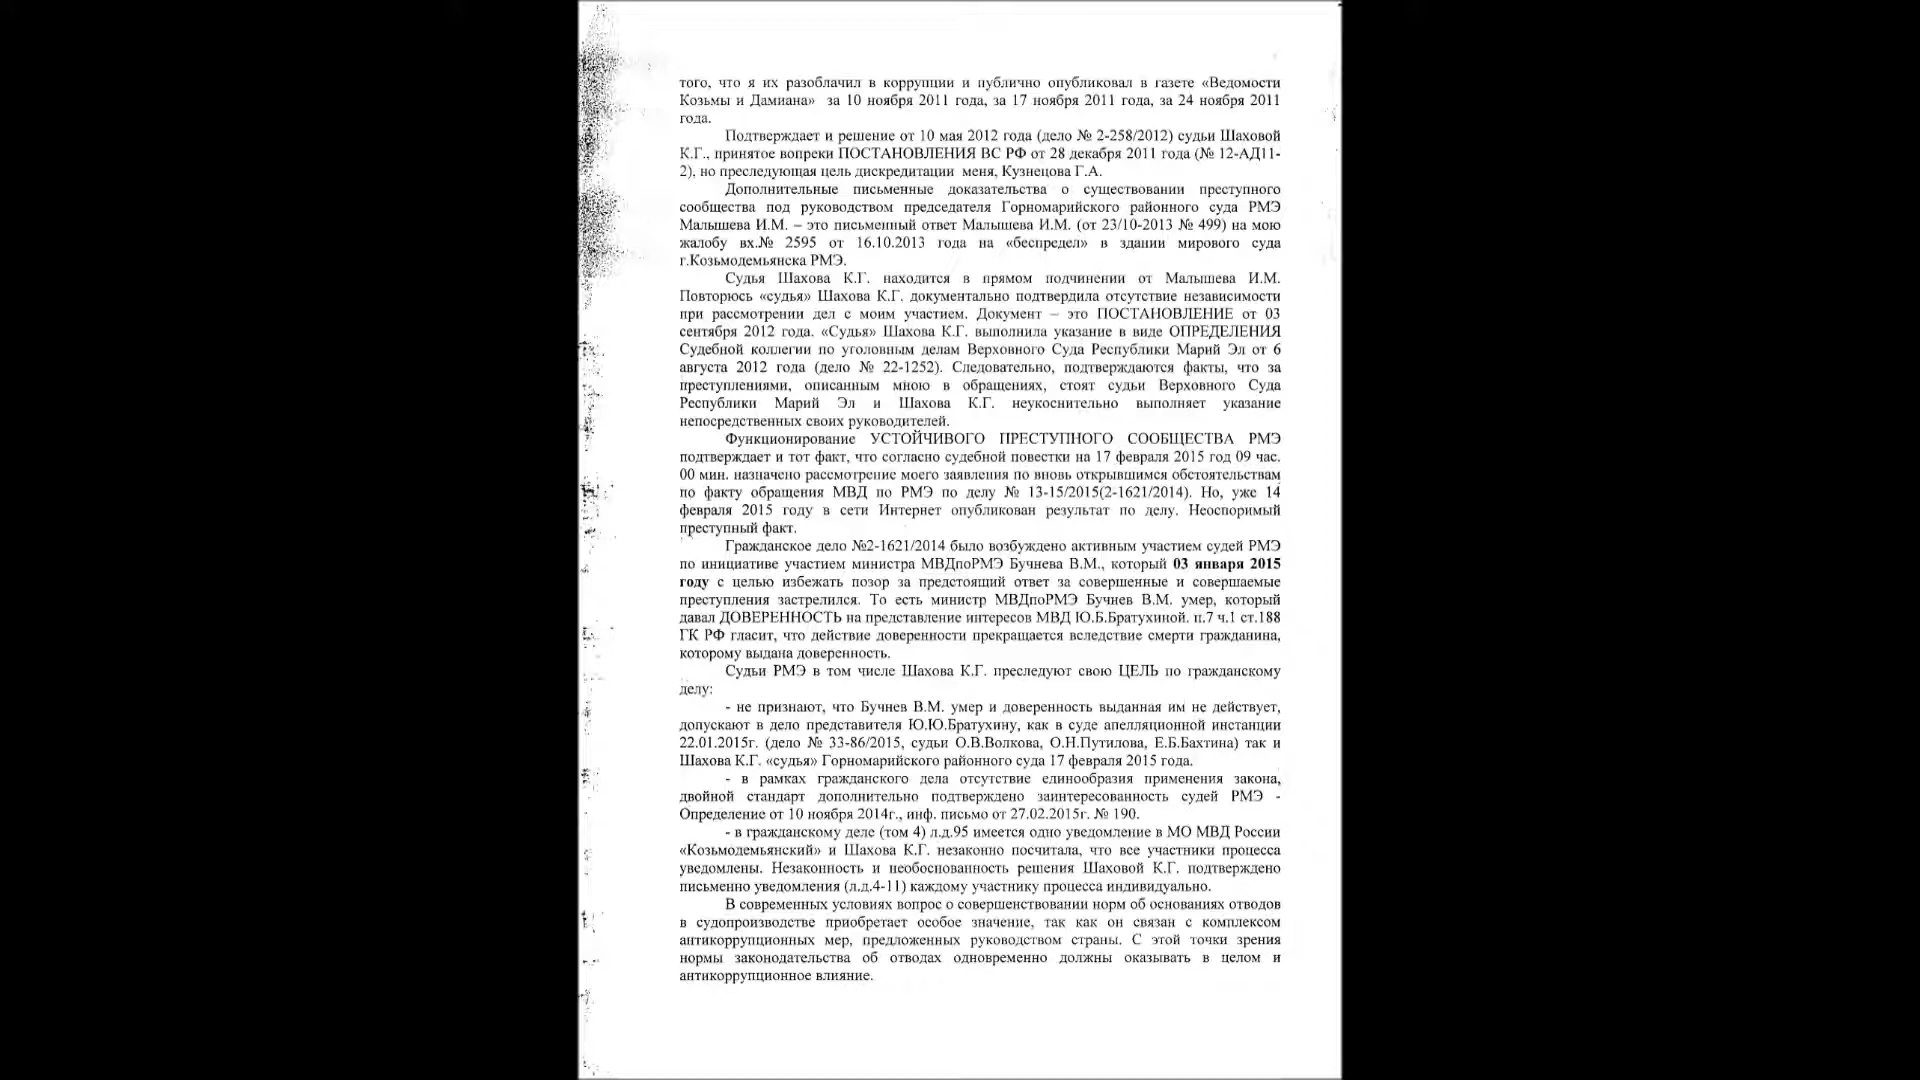 того, что я их разоблачил в коррупции и публично опубликовал в газете «Ведомости
Козьмы и Дамиана» за 10 ноября 2011 года, за 17 ноября 2011 года, за 24 ноября 2011
года.
Подтверждает и решение от 10 мая 2012 года (дело № 2-258/2012) судьи Шаховой
К.Г., принятое вопреки ПОСТАНОВЛЕНИЯ ВС РФ от 28 декабря 2011 года (№ 12-АД11-
2), но преследующая цель дискредитации меня, Кузнецова Г.А.
Дополнительные письменные доказательства о существовании преступного
сообщества под руководством председателя Горномарийского районного суда РМЭ
Малышева И.М. – это письменный ответ Малышева И.М. (от 23/10-2013 № 499) на мою
жалобу вх.№ 2595 от 16.10.2013 года на «беспредел» в здании мирового суда
г.Козьмодемьянска РМЭ.
Судья Шахова К.Г. находится в прямом подчинении от Малышева И.М.
Повторюсь «судья» Шахова К.Г. документально подтвердила отсутствие независимости
при рассмотрении дел с моим участием. Документ – это ПОСТАНОВЛЕНИЕ от 03
сентября 2012 года. «Судья» Шахова К.Г. выполнила указание в виде ОПРЕДЕЛЕНИЯ
Судебной коллегии по уголовным делам Верховного Суда Республики Марий Эл от 6
августа 2012 года (дело № 22-1252). Следовательно, подтверждаются факты, что за
преступлениями, описанным мною в обращениях, стоят судьи Верховного Суда
Республики Марий Эл и Шахова К.Г. неукоснительно выполняет указание
непосредственных своих руководителей.
Функционирование УСТОЙЧИВОГО ПРЕСТУПНОГО СООБЩЕСТВА РМЭ
подтверждает и тот факт, что согласно судебной повестки на 17 февраля 2015 год 09 час.
00 мин. назначено рассмотрение моего заявления по вновь открывшимся обстоятельствам
по факту обращения МВД по РМЭ по делу № 13-15/2015(2-1621/2014). Но, уже 14
февраля 2015 году в сети Интернет опубликован результат по делу. Неоспоримый
преступный факт.
Гражданское дело №2-1621/2014 было возбуждено активным участием судей РМЭ
по инициативе участием министра МВДпоРМЭ Бучнева В.М., который 03 января 2015
году с целью избежать позор за предстоящий ответ за совершенные и совершаемые
преступления застрелился. То есть министр МВДпоРМЭ Бучнев В.М. умер, который
давал ДОВЕРЕННОСТЬ на представление интересов МВД Ю.Б.Братухиной. п.7 ч.1 ст.188
ГК РФ гласит, что действие доверенности прекращается вследствие смерти гражданина,
которому выдана доверенность.
Судьи РМЭ в том числе Шахова К.Г. преследуют свою ЦЕЛЬ по гражданскому
делу:
- не признают, что Бучнев В.М. умер и доверенность выданная им не действует,
допускают в дело представителя Ю.Ю.Братухину, как в суде апелляционной инстанции
22.01.2015г. (дело № 33-86/2015, судьи О.В.Волкова, О.Н.Путилова, Е.Б.Бахтина) так и
Шахова К.Г. «судья» Горномарийского районного суда 17 февраля 2015 года.
- в рамках гражданского дела отсутствие единообразия применения закона,
двойной стандарт дополнительно подтверждено заинтересованность судей РМЭ -
Определение от 10 ноября 2014г., инф. письмо от 27.02.2015г. № 190.
- в гражданскому деле (том 4) л.д.95 имеется одно уведомление в МО МВД России
«Козьмодемьянский» и Шахова К.Г. незаконно посчитала, что все участники процесса
уведомлены. Незаконность и необоснованность решения Шаховой К.Г. подтверждено
письменно уведомления (л.д.4-11) каждому участнику процесса индивидуально.
В современных условиях вопрос о совершенствовании норм об основаниях отводов
в судопроизводстве приобретает особое значение, так как он связан с комплексом
антикоррупционных мер, предложенных руководством страны. С этой точки зрения
нормы законодательства об отводах одновременно должны оказывать в целом и
антикоррупционное влияние.